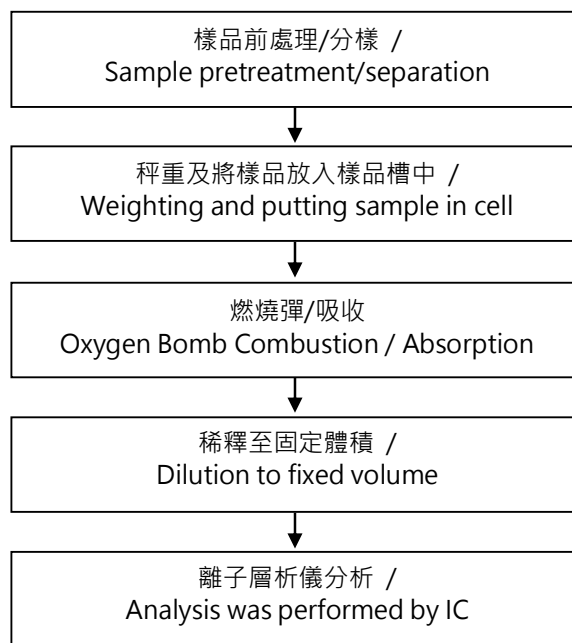 樣品前處理/分樣 /
Sample pretreatment/separation
秤重及將樣品放入樣品槽中 /
Weighting and putting sample in cell
燃燒彈/吸收
Oxygen Bomb Combustion / Absorption
稀釋至固定體積 /
Dilution to fixed volume
離子層析儀分析 /
Analysis was performed by IC